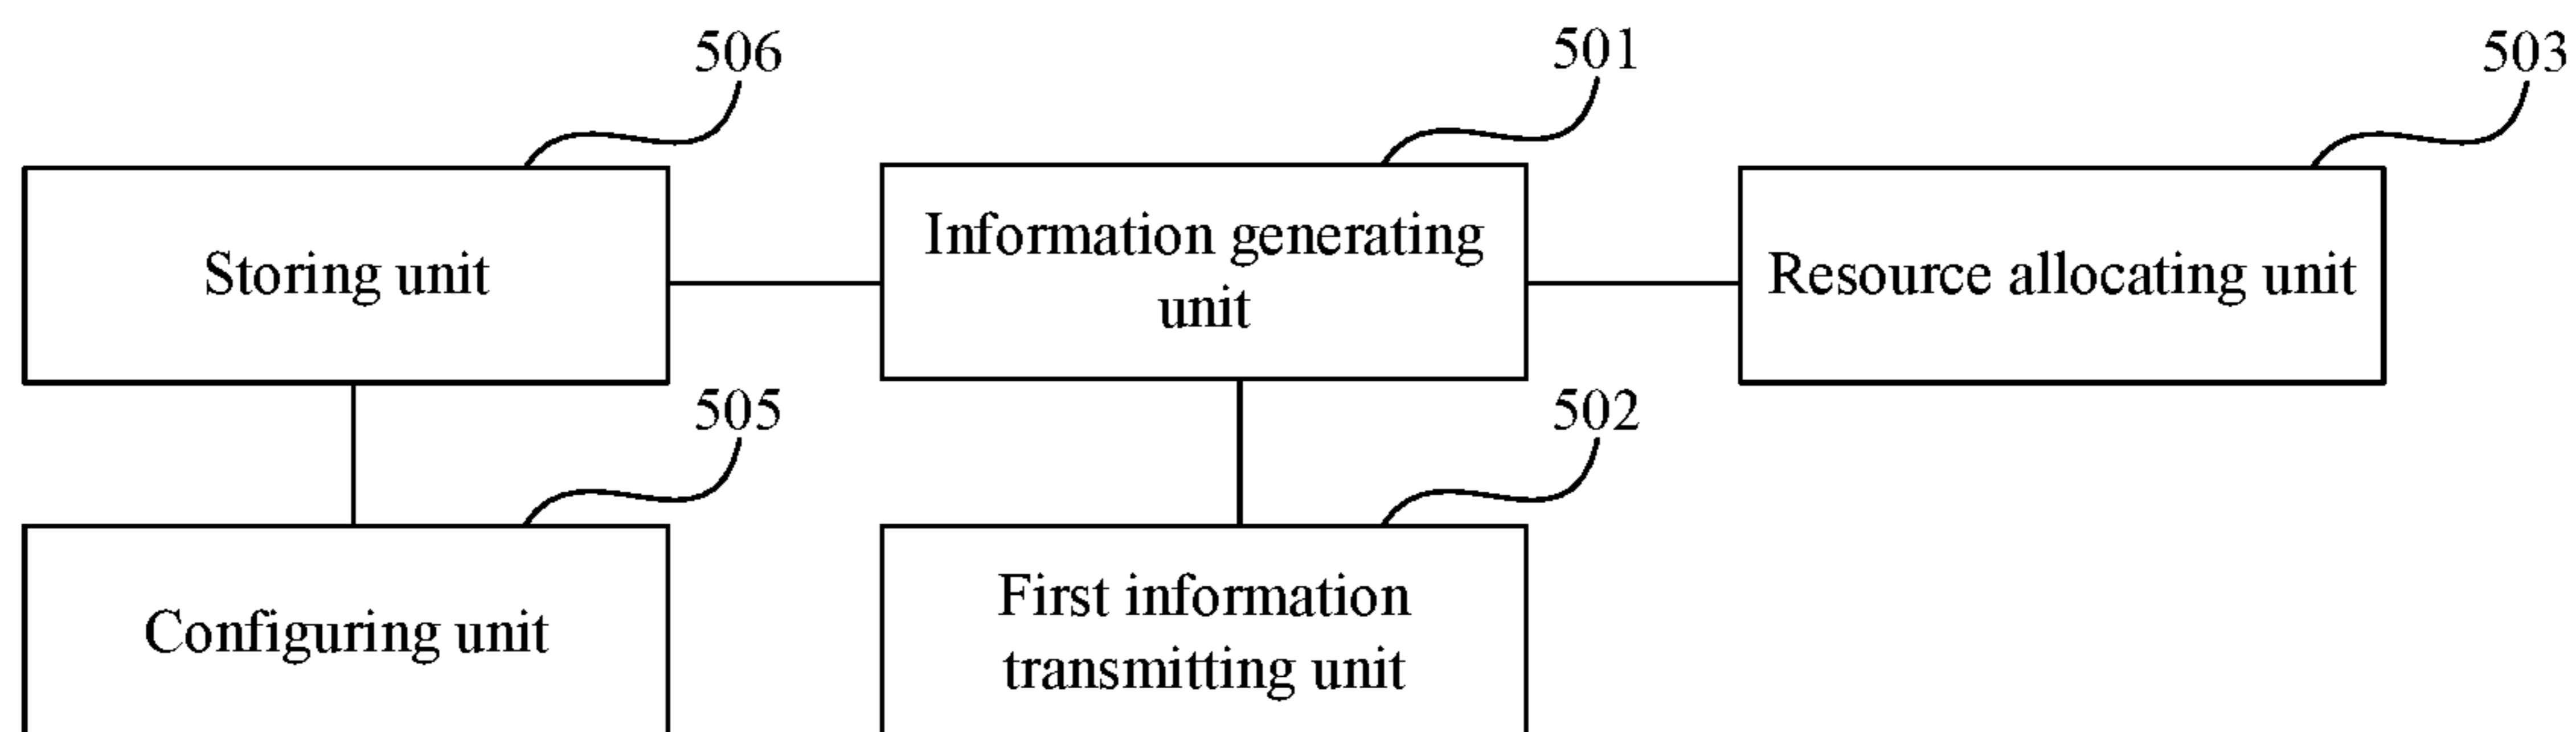 506
501
503
Storing unit
Information generating
unit
Resource allocating unit
505
502
Configuring unit
First information
transmitting unit